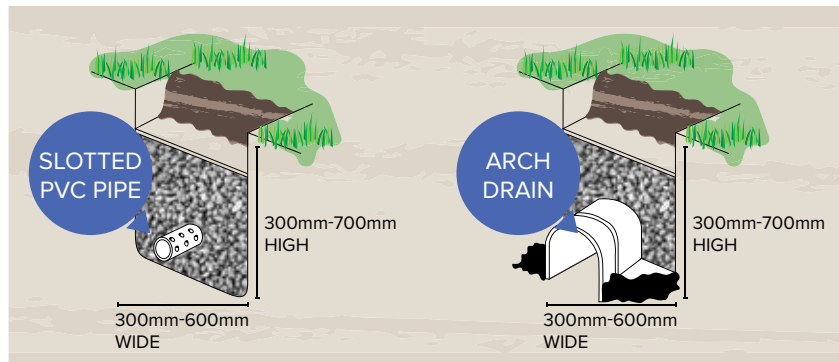 SLOTTED
PVC PIPE
300mm-700mm
HIGH
300mm-600mm
WIDE
ARCH
DRAIN
300mm-700mm
HIGH
300mm-600mm
WIDE